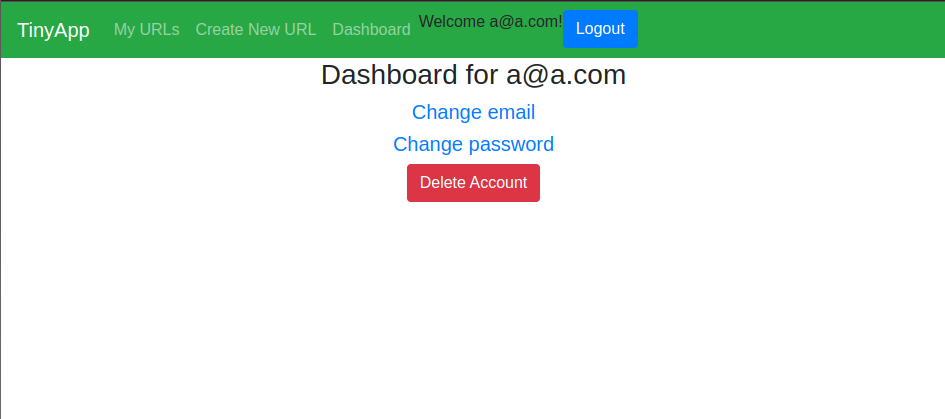 TinyApp My URLs Create New URL Dashboard Welcome a@a.com! Logout
Dashboard for a@a.com
Change email
Change password
Delete Account